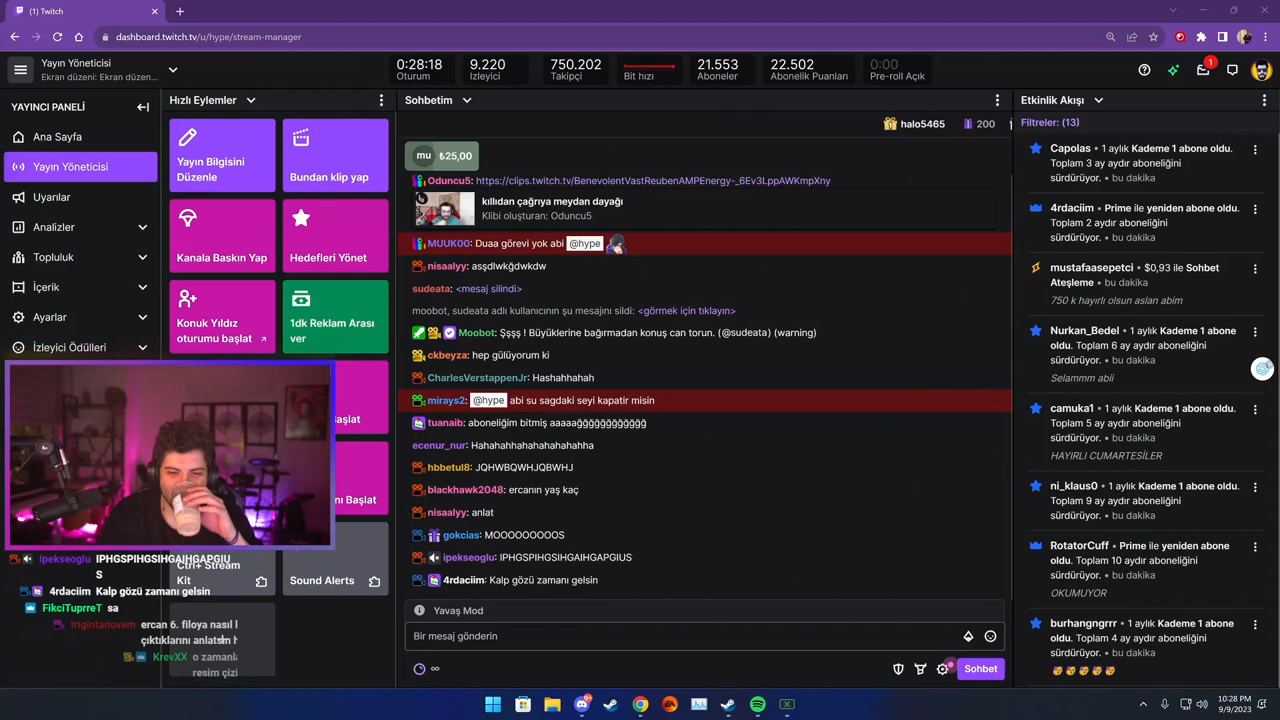 (1) Twitch
dashboard.twitch.tv/u/hype/stream-manager
Yayın Yöneticisi
Ekran düzeni: Ekran düzen...
0:28:18
Oturum
9.220
İzleyici
750.202
Takipçi
Bit hızı
21.553
Aboneler
22.502
Abonelik Puanları
0:00
Pre-roll Açık
1
YAYINCI PANELİ
Ana Sayfa
Yayın Yöneticisi
Uyarılar
Analizler
Topluluk
İçerik
Ayarlar
İzleyici Ödülleri
Hızlı Eylemler
Yayın Bilgisini
Düzenle
Bundan klip yap
Kanala Baskın Yap
Hedefleri Yönet
Konuk Yıldız
oturumu başlat
1dk Reklam Arası
ver
Başlat
nı Başlat
Ctrl+ Stream
Kit
Sound Alerts
ipekseoglu IPHGSPIHGSIHGAIHGAPGIU
S
4rdaciim Kalp gözü zamanı gelsin
FikciTuprreT sa
trigintanovem ercan 6. filoya nasıl l
çıktıklarını anlatsın h
KrevXX o zamanla
resim çizi
Sohbetim
halo5465
200
mu ₺25,00
Oduncu5: https://clips.twitch.tv/BenevolentVastReubenAMPEnergy-_6Ev3LppAWKmpXny
kıllıdan çağrıya meydan dayağı
Klibi oluşturan: Oduncu5
MUUK00: Duaa görevi yok abi @hype
nisaalyy: asşdlwkğdwkdw
sudeata: <mesaj silindi>
moobot, sudeata adlı kullanıcının şu mesajını sildi: <görmek için tıklayın>
Moobot: Şşşş ! Büyüklerine bağırmadan konuş can torun. (@sudeata) (warning)
ckbeyza: hep gülüyorum ki
CharlesVerstappenJr: Hashahhahah
mirays2: @hype abi su sagdaki seyi kapatir misin
tuanaib: aboneliğim bitmiş aaaaağğğğğğğğğğğğ
ecenur_nur: Hahahahhahahahahahha
hbbetul8: JQHWBQWHJQBWHJ
blackhawk2048: ercanın yaş kaç
nisaalyy: anlat
gokcias: MOOOOOOOOOS
ipekseoglu: IPHGSPIHGSIHGAIHGAPGIUS
4rdaciim: Kalp gözü zamanı gelsin
Yavaş Mod
Bir mesaj gönderin
∞
Sohbet
Etkinlik Akışı
Filtreler: (13)
Capolas • 1 aylık Kademe 1 abone oldu.
Toplam 3 ay aydır aboneliğini
sürdürüyor. • bu dakika
4rdaciim • Prime ile yeniden abone
oldu. Toplam 2 aydır aboneliğini
sürdürüyor. • bu dakika
mustafaasepetci • $0,93 ile Sohbet
Ateşleme • bu dakika
750 k hayırlı olsun aslan abim
Nurkan_Bedel • 1 aylık Kademe 1 abone
oldu. Toplam 6 ay aydır aboneliğini
sürdürüyor. • bu dakika
Selammm abii
camuka1 • 1 aylık Kademe 1 abone oldu.
Toplam 5 ay aydır aboneliğini
sürdürüyor. • bu dakika
HAYIRLI CUMARTESİLER
ni_klaus0 • 1 aylık Kademe 1 abone oldu.
Toplam 9 ay aydır aboneliğini
sürdürüyor. • bu dakika
RotatorCuff • Prime ile yeniden abone
oldu. Toplam 10 aydır aboneliğini
sürdürüyor. • bu dakika
OKUMUYOR
burhangngrrr • 1 aylık Kademe 1 abone
oldu. Toplam 4 ay aydır aboneliğini
sürdürüyor. • bu dakika
10:28 PM
9/9/2023